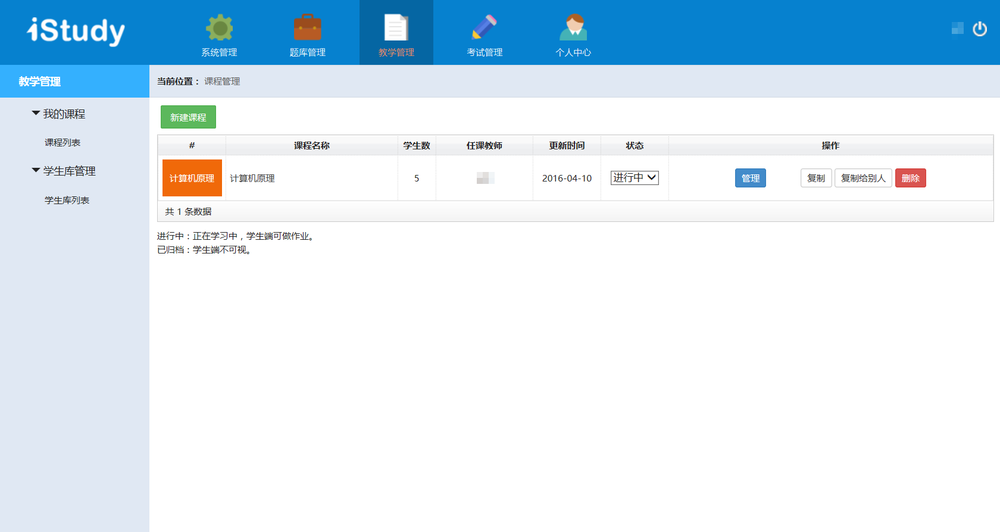 iStudy
系统管理
题库管理
教学管理
考试管理
个人中心
教学管理
当前位置： 课程管理
我的课程
课程列表
学生库管理
学生库列表
新建课程
# 课程名称 学生数 任课教师 更新时间 状态 操作
计算机原理 计算机原理 5 2016-04-10 进行中 管理 复制 复制给别人 删除
共 1 条数据
进行中：正在学习中，学生端可做作业。
已归档：学生端不可视。